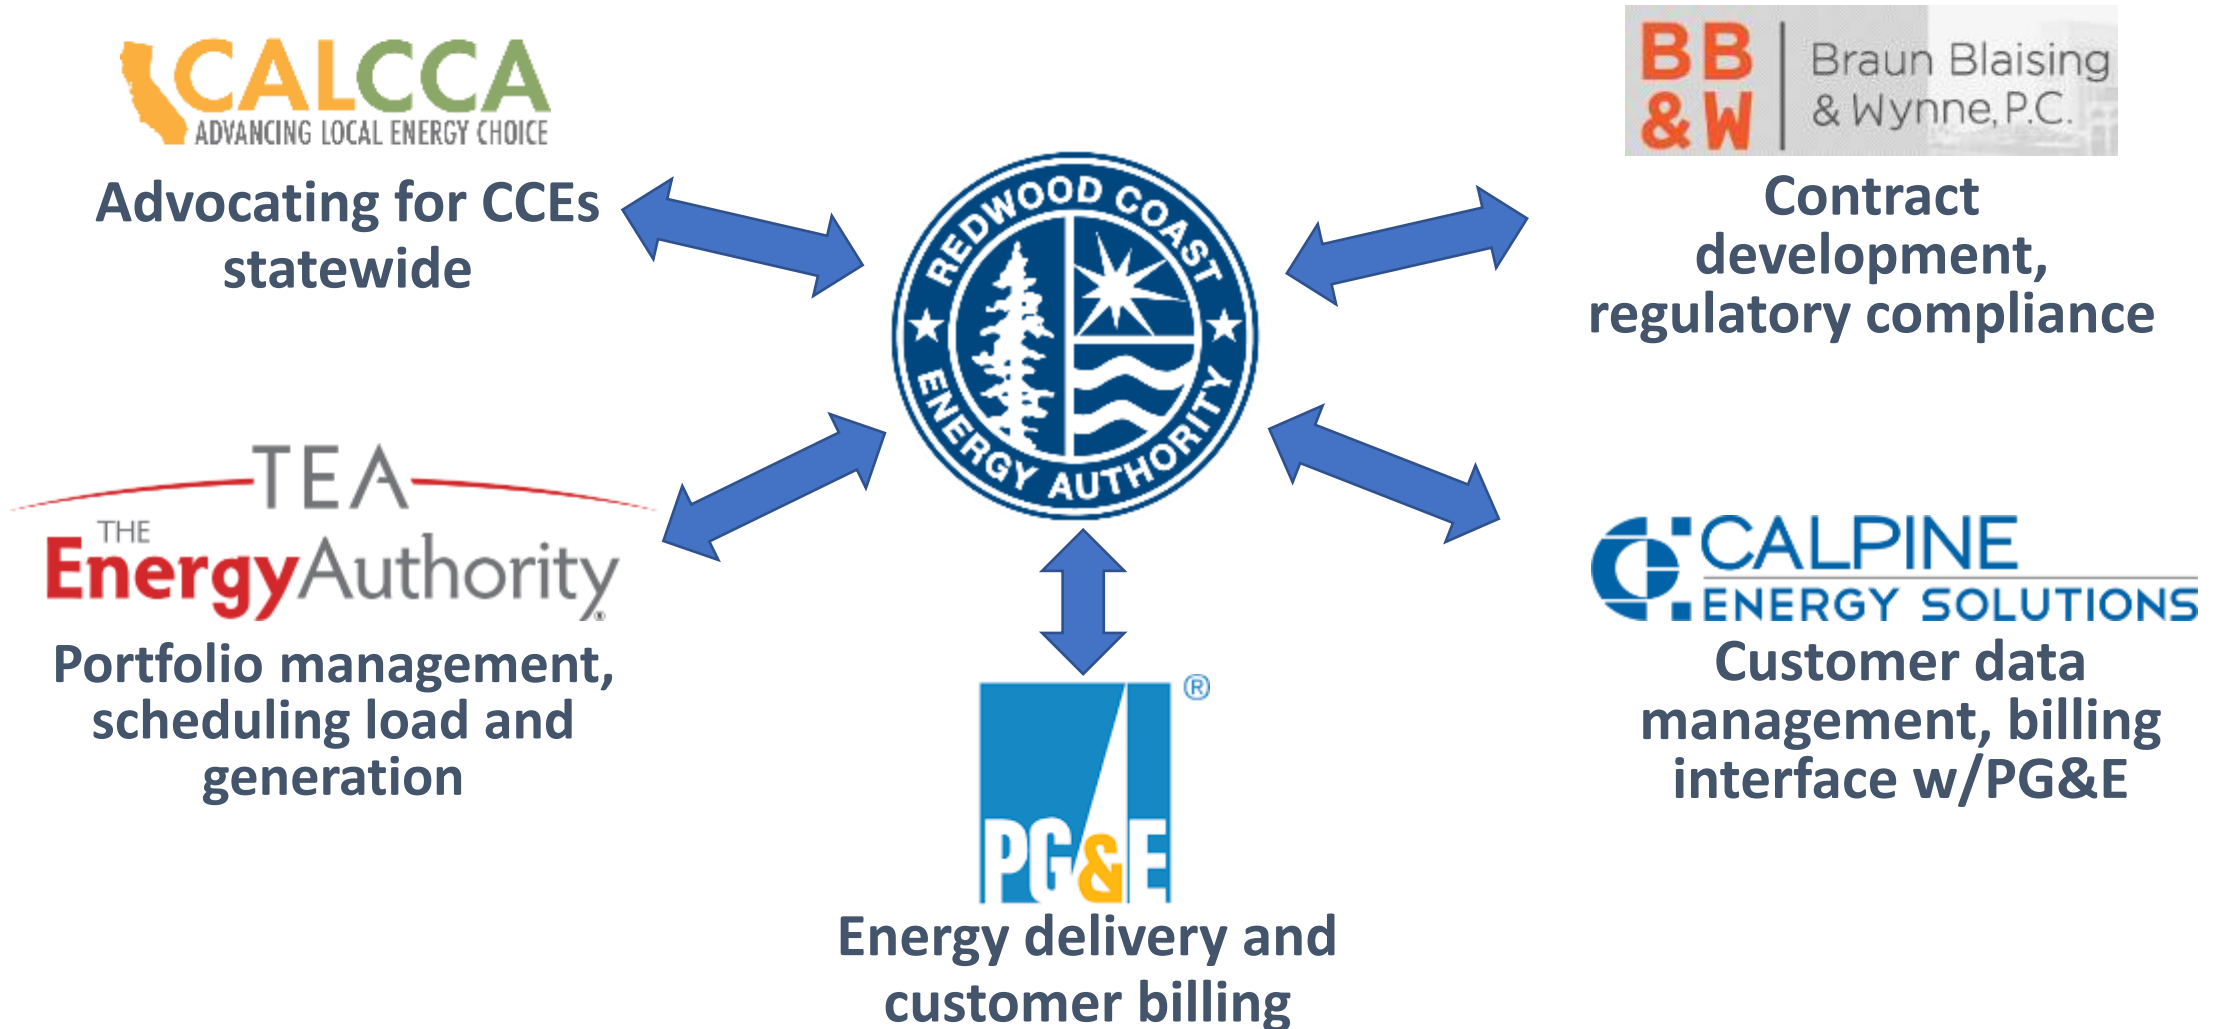 CALCCA
ADVANCING LOCAL ENERGY CHOICE
Advocating for CCEs
statewide
REDWOOD COAST
ENERGY AUTHORITY
BB
&W
Braun Blaising
& Wynne, P.C.
Contract
development,
regulatory compliance
TEA
THE
EnergyAuthority®
Portfolio management,
scheduling load and
generation
®
PG&E
Energy delivery and
customer billing
CALPINE
ENERGY SOLUTIONS
Customer data
management, billing
interface w/PG&E